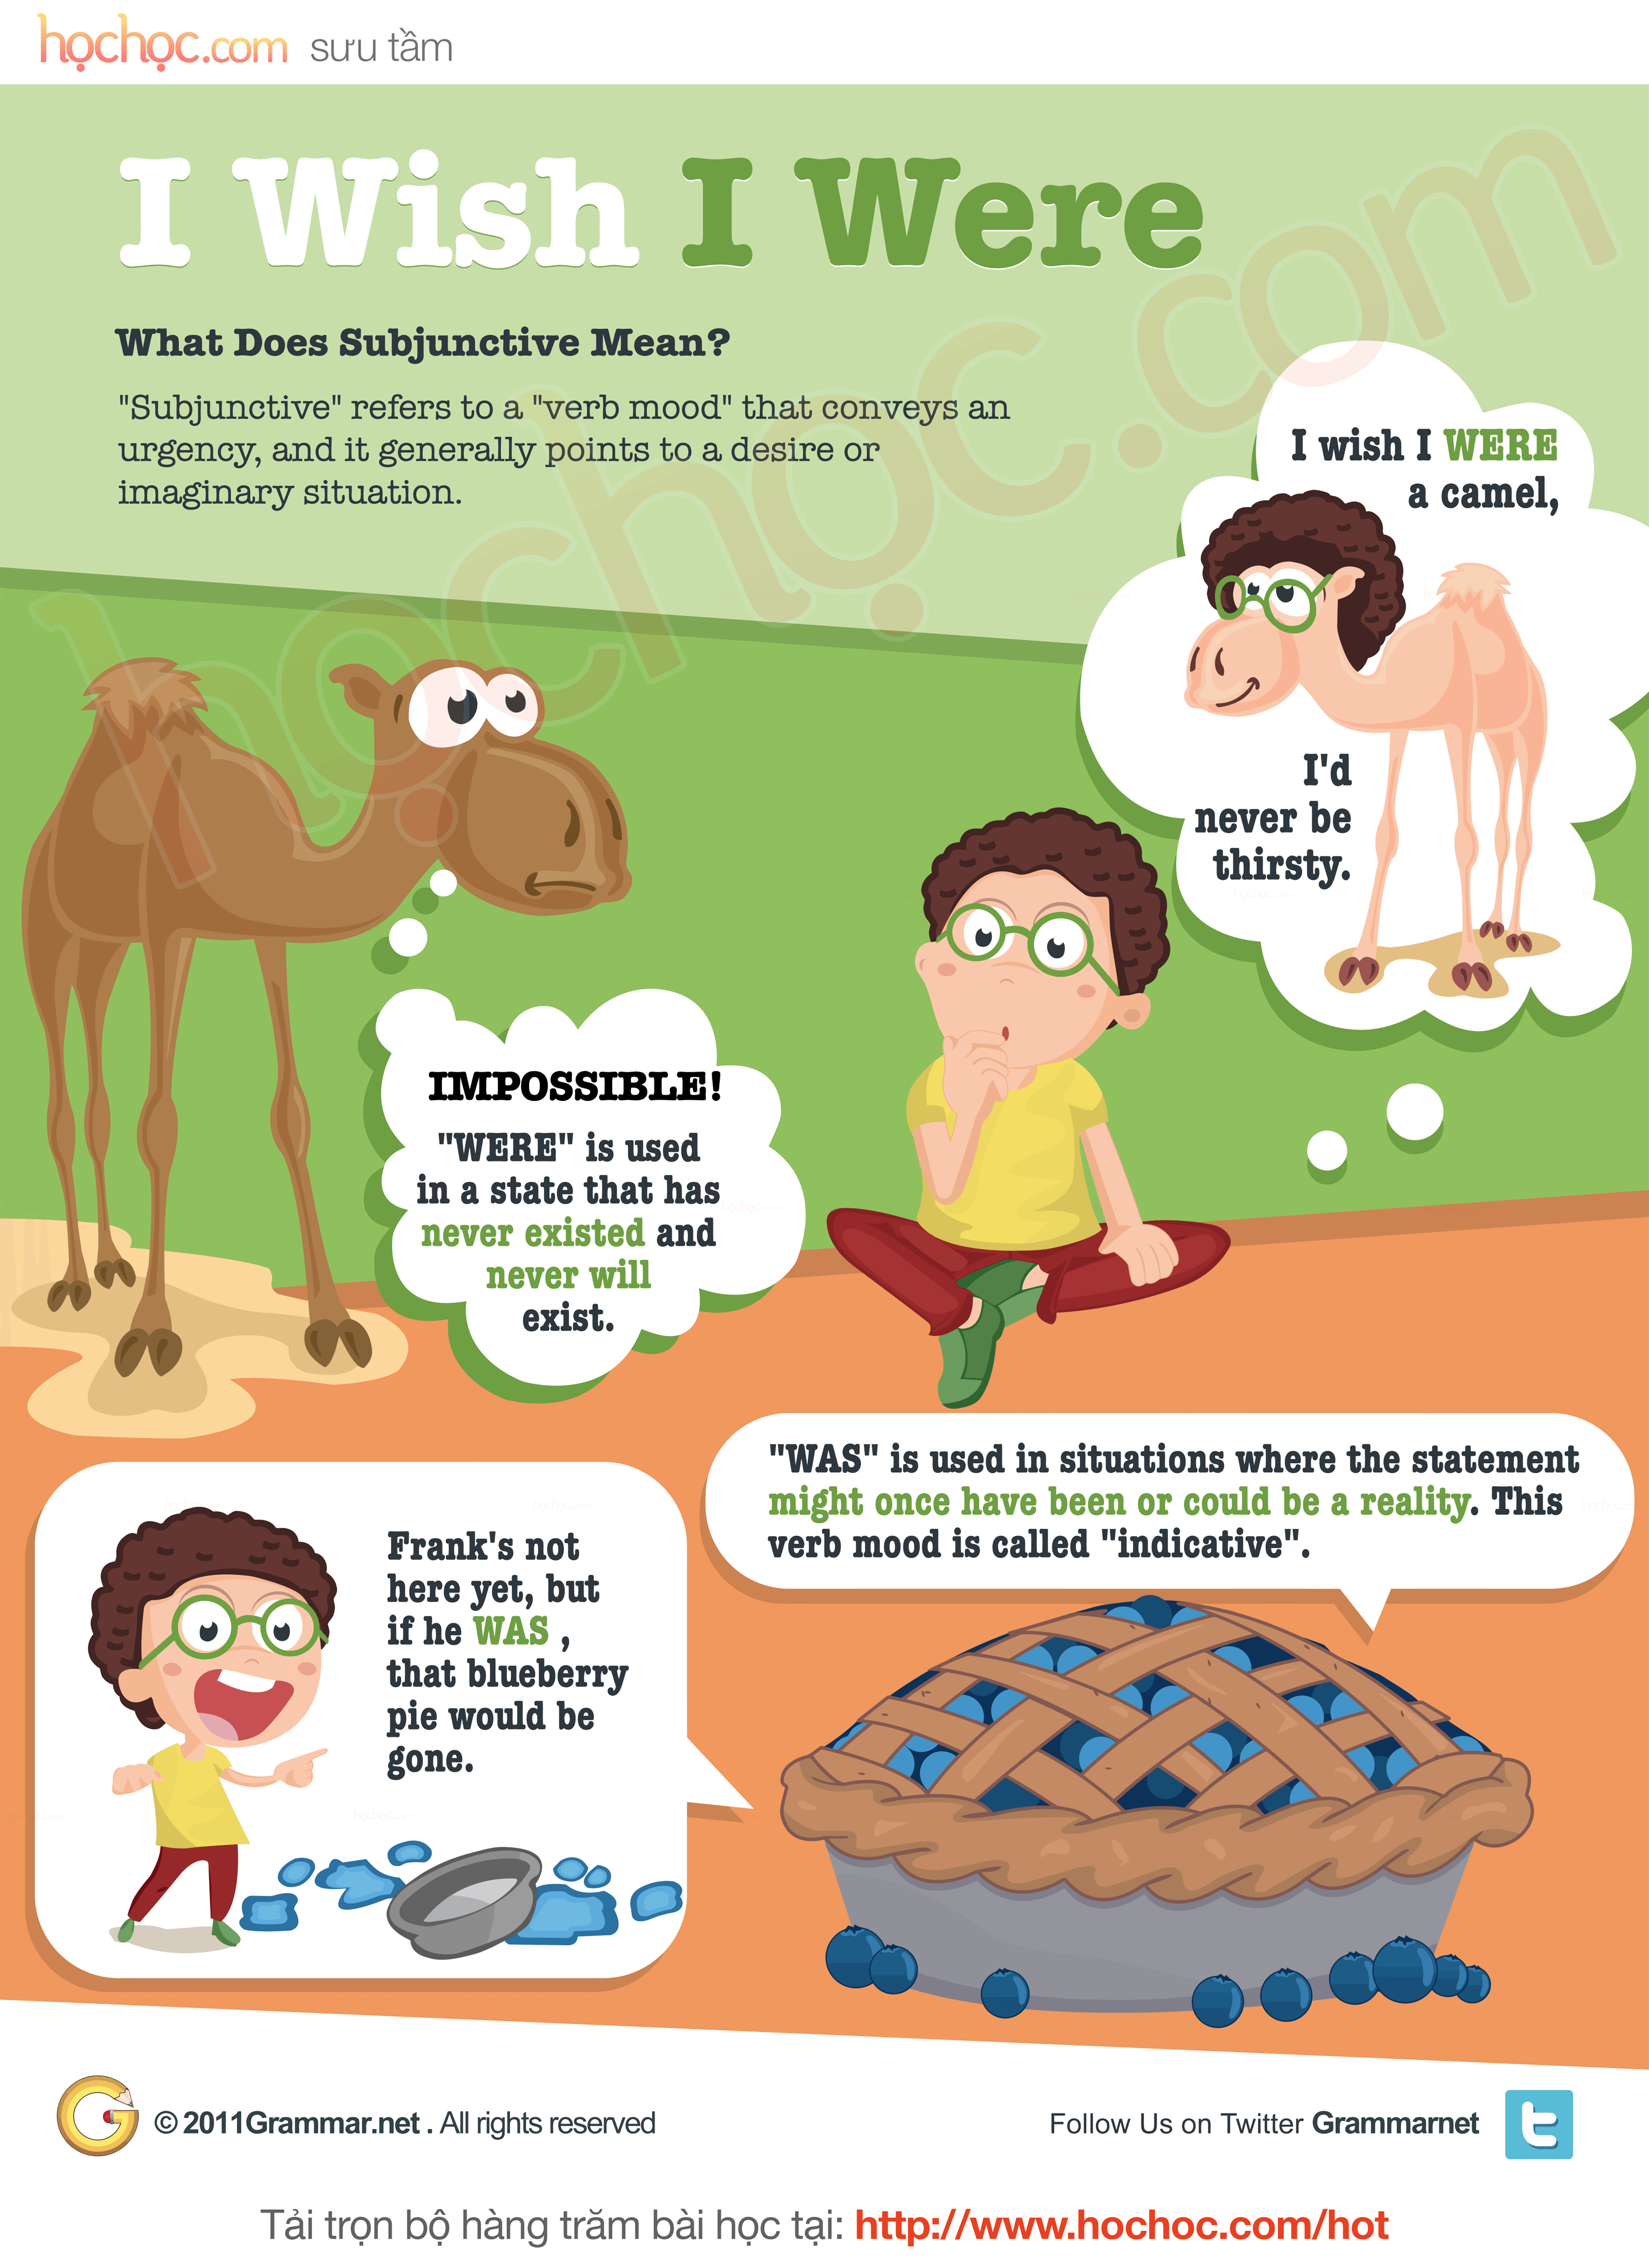 họchọc.com sưu tầm
I Wish I Were
What Does Subjunctive Mean?
"Subjunctive" refers to a "verb mood" that conveys an
urgency, and it generally points to a desire or
imaginary situation.
I wish I WERE
a camel,
I'd
never be
thirsty.
IMPOSSIBLE!
"WERE" is used
in a state that has
never existed and
never will
exist.
"WAS" is used in situations where the statement
might once have been or could be a reality. This
verb mood is called "indicative".
Frank's not
here yet, but
if he WAS ,
that blueberry
pie would be
gone.
họchọc.com
© 2011Grammar.net . All rights reserved
Follow Us on Twitter Grammarnet
Tải trọn bộ hàng trăm bài học tại: http://www.hochoc.com/hot